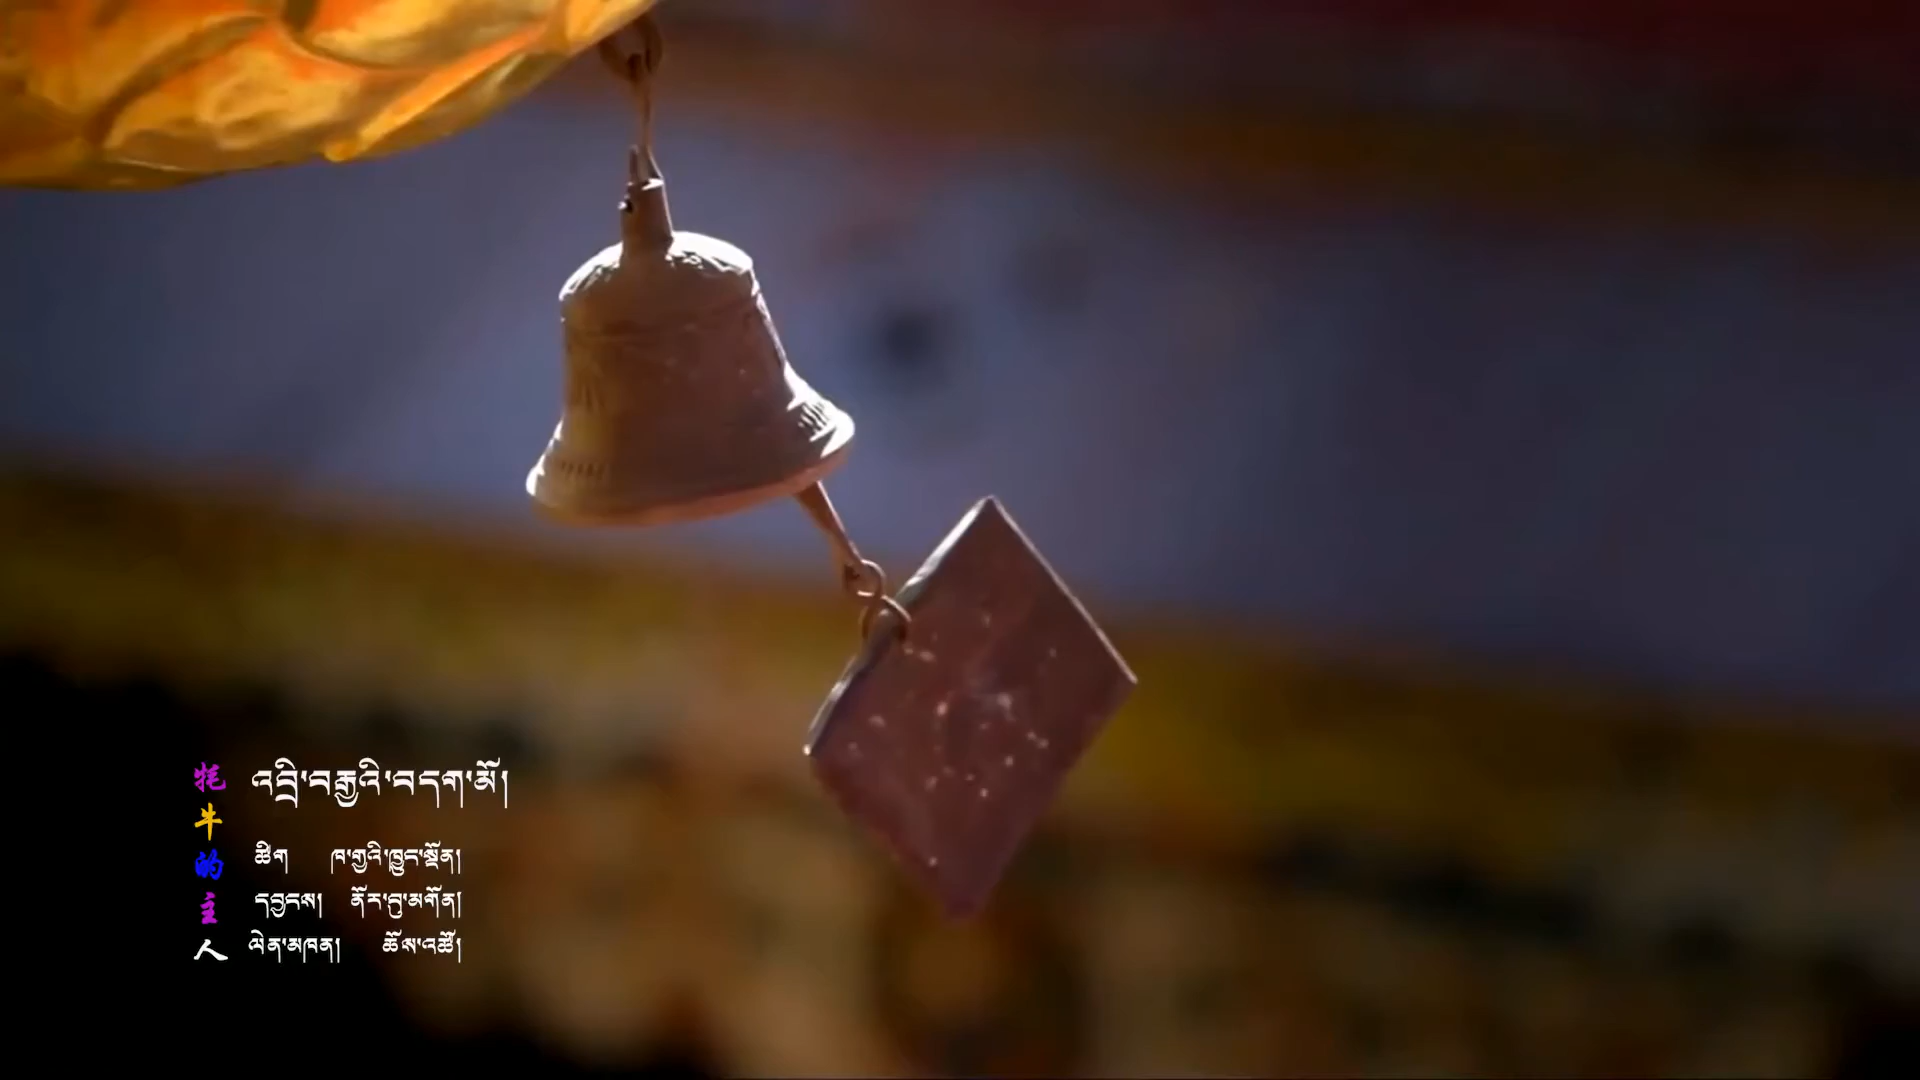 牦牛的主人
འབྲི་བརྒྱའི་བདག་མོ།
ཚིག ཁ་གྱའི་ཁྱུང་སྔོན།
དབྱངས། ནོར་བུ་མགོན།
ལེན་མཁན། ཆོས་འཚོ།